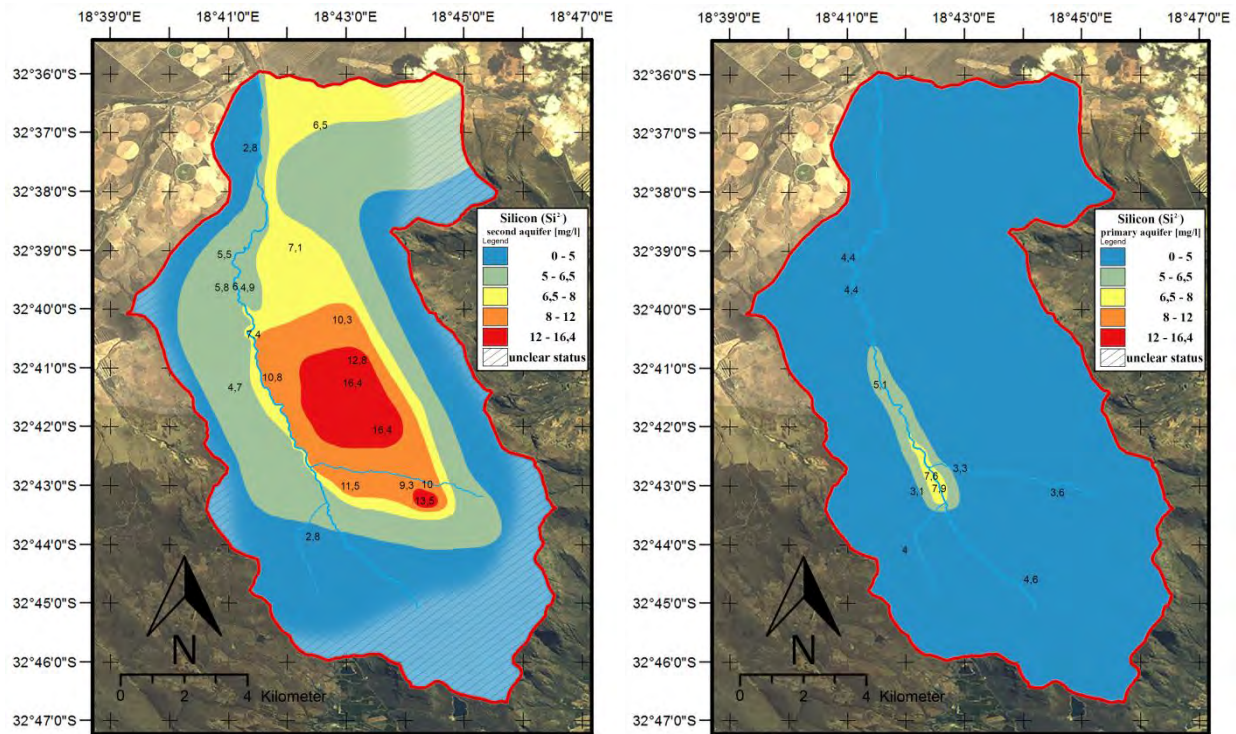 18°39'0"E 18°41'0"E 18°43'0"E 18°45'0"E 18°47'0"E
32°36'0"S
32°37'0"S
32°38'0"S
32°39'0"S
32°40'0"S
32°41'0"S
32°42'0"S
32°43'0"S
32°44'0"S
32°45'0"S
32°46'0"S
32°47'0"S
6,5
2,8
7,1
5,5
5,8 6 4,9
10,3
7,4
12,8
10,8
16,4
4,7
16,4
11,5
9,3
10
13,5
2,8
Silicon (Si²)
second aquifer [mg/l]
Legend
0 - 5
5 - 6,5
6,5 - 8
8 - 12
12 - 16,4
unclear status
N
0 2 4
Kilometer
18°39'0"E 18°41'0"E 18°43'0"E 18°45'0"E 18°47'0"E
32°36'0"S
32°37'0"S
32°38'0"S
32°39'0"S
32°40'0"S
32°41'0"S
32°42'0"S
32°43'0"S
32°44'0"S
32°45'0"S
32°46'0"S
32°47'0"S
4,4
4,4
5,1
3,3
7,6
3,1
7,9
3,6
4
4,6
Silicon (Si²)
primary aquifer [mg/l]
Legend
0 - 5
5 - 6,5
6,5 - 8
8 - 12
12 - 16,4
unclear status
N
0 2 4
Kilometer